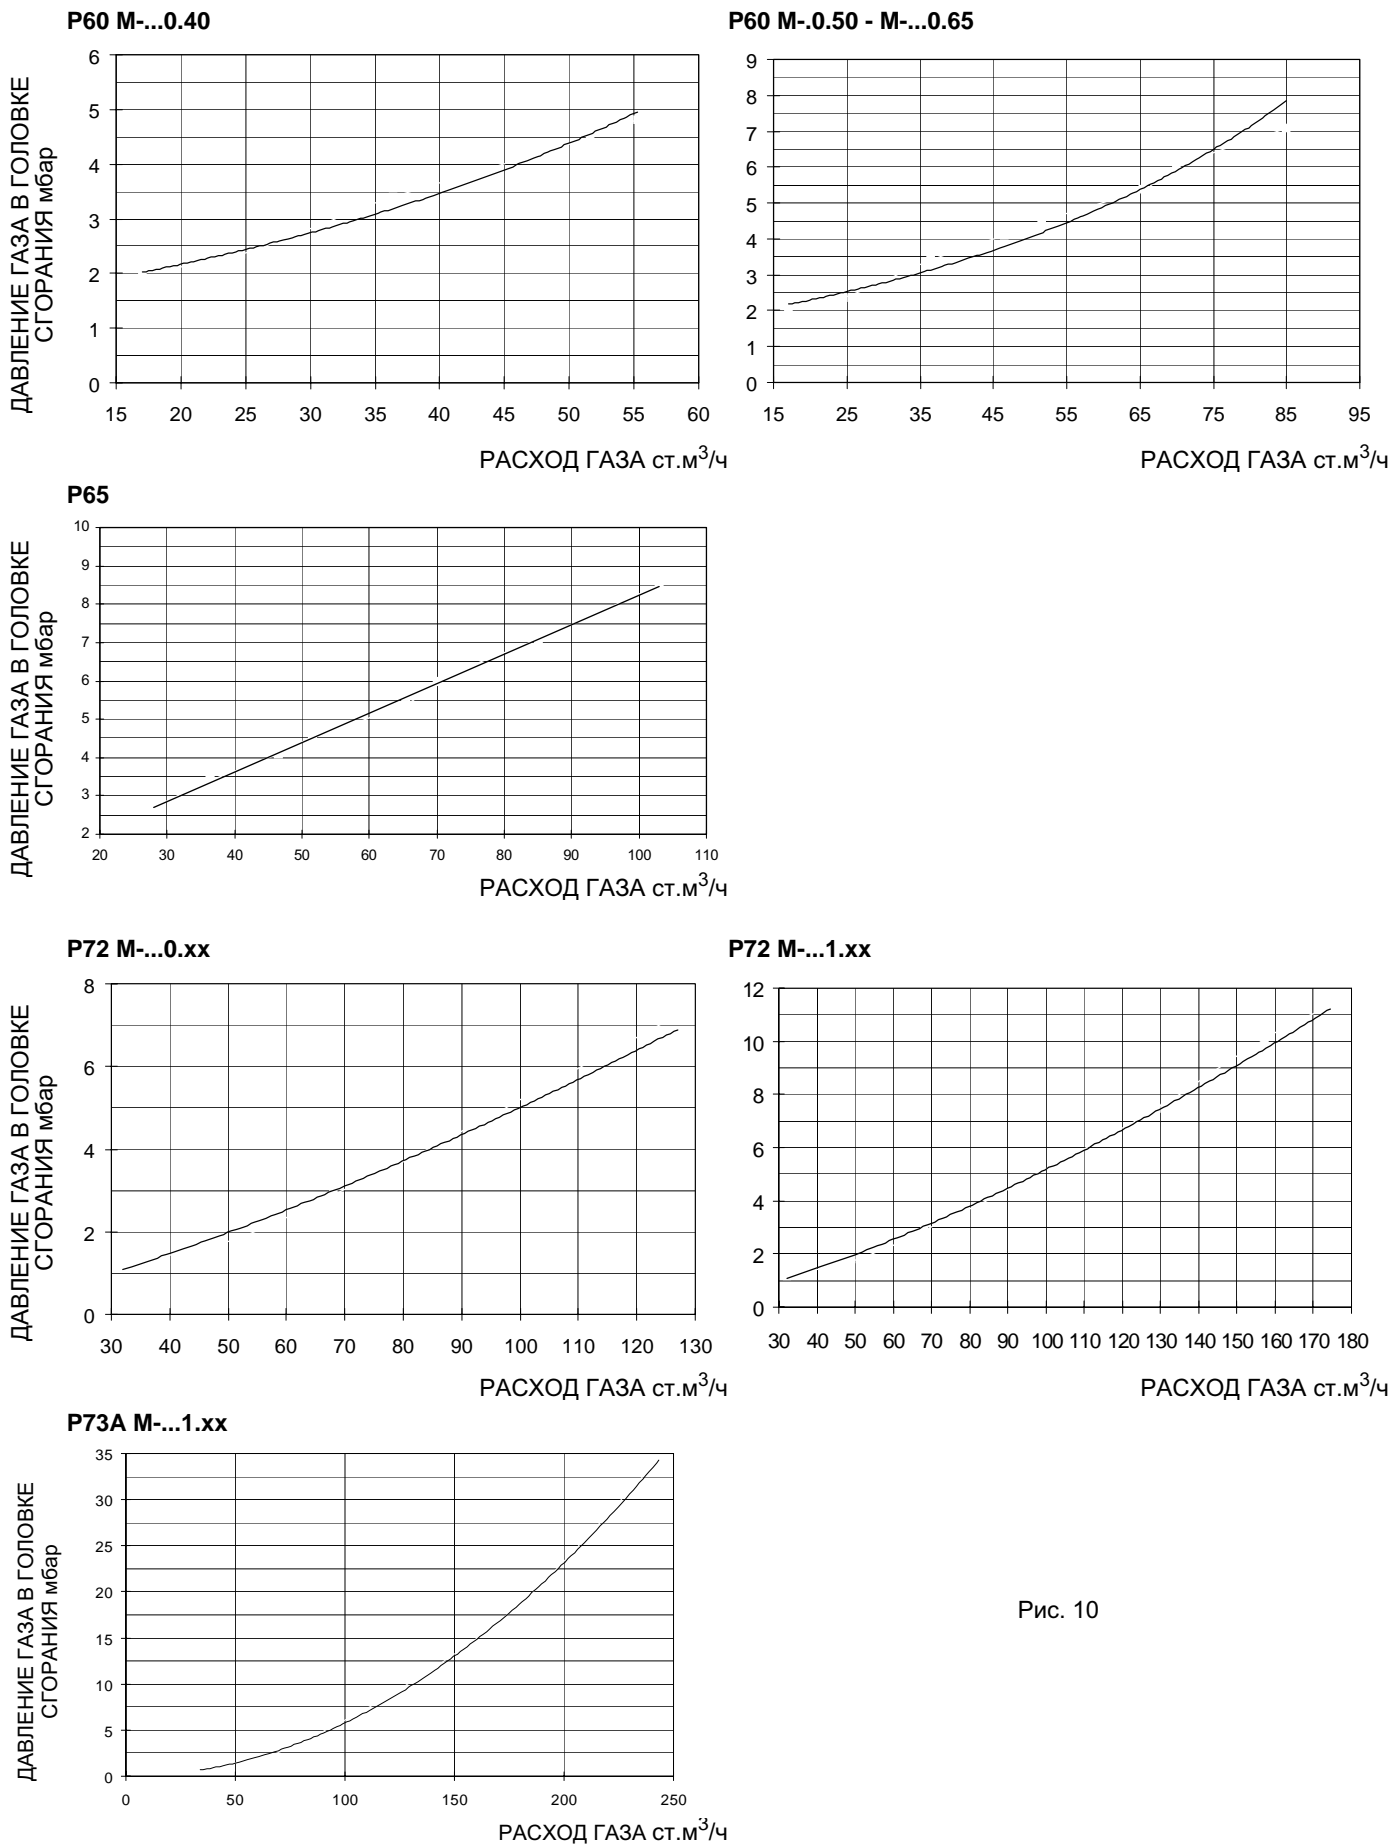 P60 M-...0.40
ДАВЛЕНИЕ ГАЗА В ГОЛОВКЕ
СГОРАНИЯ мбар
6
5
4
3
2
1
0
15 20 25 30 35 40 45 50 55 60
РАСХОД ГАЗА ст.м³/ч
P60 M-.0.50 - M-...0.65
9
8
7
6
5
4
3
2
1
0
15 25 35 45 55 65 75 85 95
РАСХОД ГАЗА ст.м³/ч
P65
ДАВЛЕНИЕ ГАЗА В ГОЛОВКЕ
СГОРАНИЯ мбар
10
9
8
7
6
5
4
3
2
20 30 40 50 60 70 80 90 100 110
РАСХОД ГАЗА ст.м³/ч
P72 M-...0.xx
ДАВЛЕНИЕ ГАЗА В ГОЛОВКЕ
СГОРАНИЯ мбар
8
6
4
2
0
30 40 50 60 70 80 90 100 110 120 130
РАСХОД ГАЗА ст.м³/ч
P72 M-...1.xx
12
10
8
6
4
2
0
30 40 50 60 70 80 90 100 110 120 130 140 150 160 170 180
РАСХОД ГАЗА ст.м³/ч
P73A M-...1.xx
ДАВЛЕНИЕ ГАЗА В ГОЛОВКЕ
СГОРАНИЯ мбар
35
30
25
20
15
10
5
0
0 50 100 150 200 250
РАСХОД ГАЗА ст.м³/ч
Рис. 10